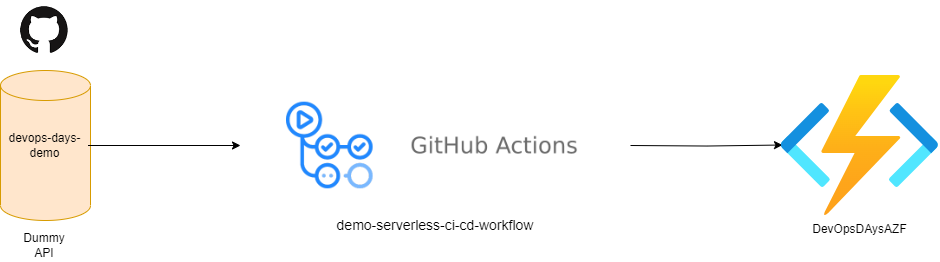 devops-days-
demo
GitHub Actions
demo-serverless-ci-cd-workflow
DevOpsDAysAZF
Dummy
API